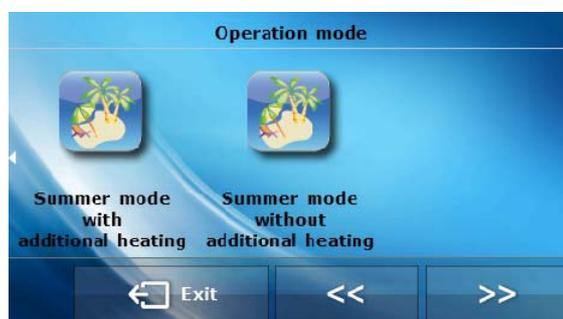 Operation mode
Summer mode
with
additional heating
Summer mode
without
additional heating
Exit
<<
>>